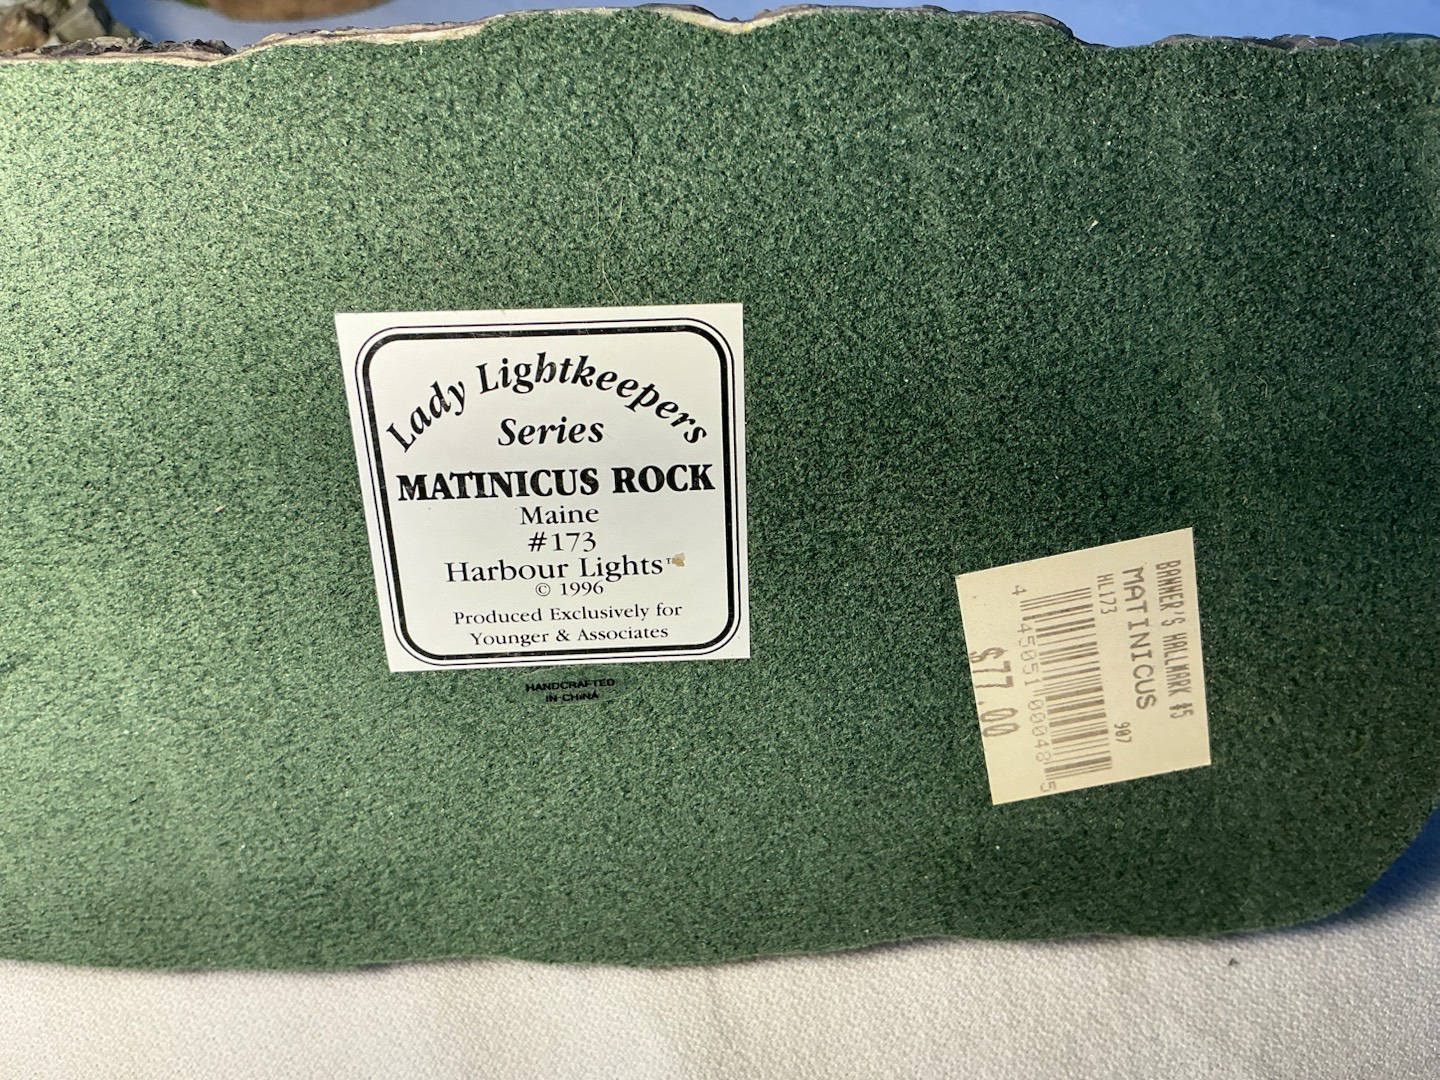 Lady Lightkeepers
Series
MATINICUS ROCK
Maine
#173
Harbour Lights™
© 1996
Produced Exclusively for
Younger & Associates
HANDCRAFTED
IN CHINA
BANNER'S HALLMARK #5
MATINICUS 907
HL173
4 45051 00048 5
$77.00